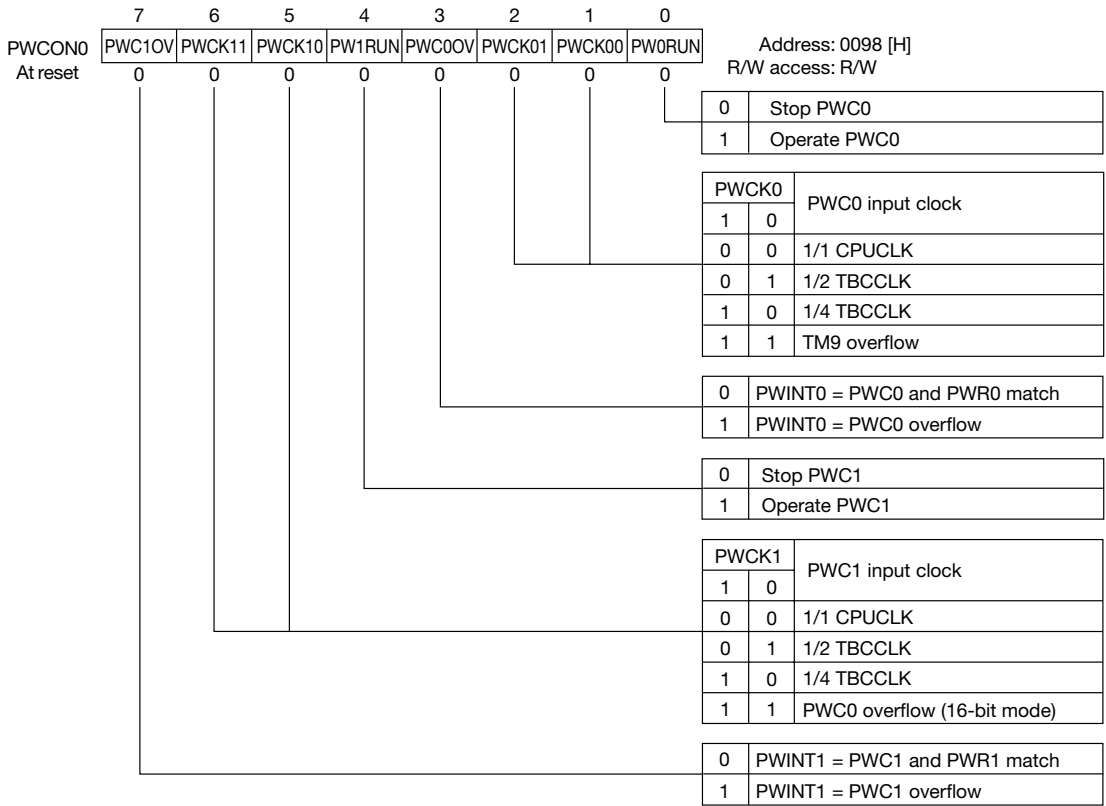 7 6 5 4 3 2 1 0
PWCON0 PWC1OV PWCK11 PWCK10 PW1RUN PWC0OV PWCK01 PWCK00 PW0RUN Address: 0098 [H]
At reset 0 0 0 0 0 0 0 0 R/W access: R/W
0 Stop PWC0
1 Operate PWC0
PWCK0 PWC0 input clock
1 0
0 0 1/1 CPUCLK
0 1 1/2 TBCCLK
1 0 1/4 TBCCLK
1 1 TM9 overflow
0 PWINT0 = PWC0 and PWR0 match
1 PWINT0 = PWC0 overflow
0 Stop PWC1
1 Operate PWC1
PWCK1 PWC1 input clock
1 0
0 0 1/1 CPUCLK
0 1 1/2 TBCCLK
1 0 1/4 TBCCLK
1 1 PWC0 overflow (16-bit mode)
0 PWINT1 = PWC1 and PWR1 match
1 PWINT1 = PWC1 overflow